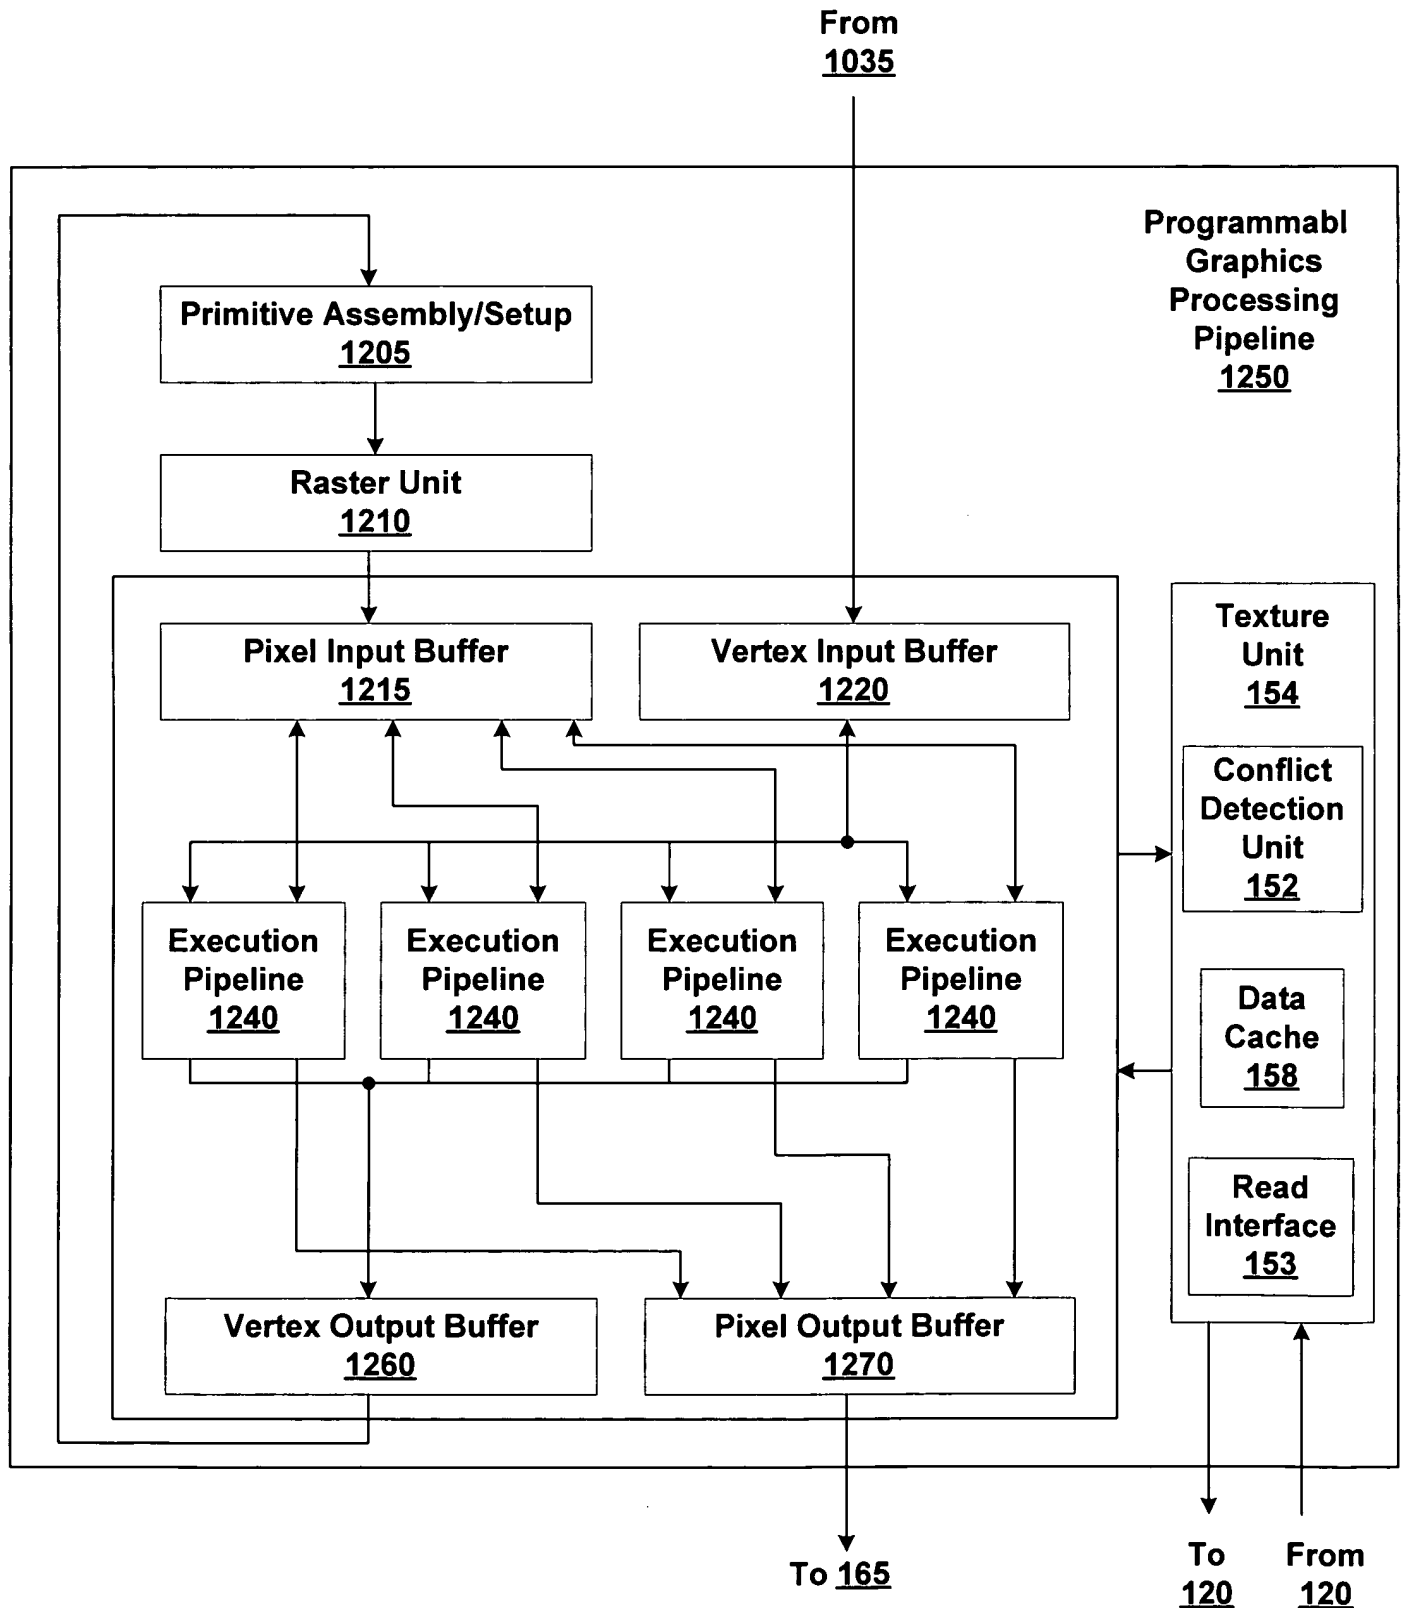 From
1035
Programmabl
Graphics
Processing
Pipeline
1250
Primitive Assembly/Setup
1205
Raster Unit
1210
Pixel Input Buffer
1215
Vertex Input Buffer
1220
Texture
Unit
154
Conflict
Detection
Unit
152
Execution
Pipeline
1240
Execution
Pipeline
1240
Execution
Pipeline
1240
Execution
Pipeline
1240
Data
Cache
158
Read
Interface
153
Vertex Output Buffer
1260
Pixel Output Buffer
1270
To 165
To
120
From
120